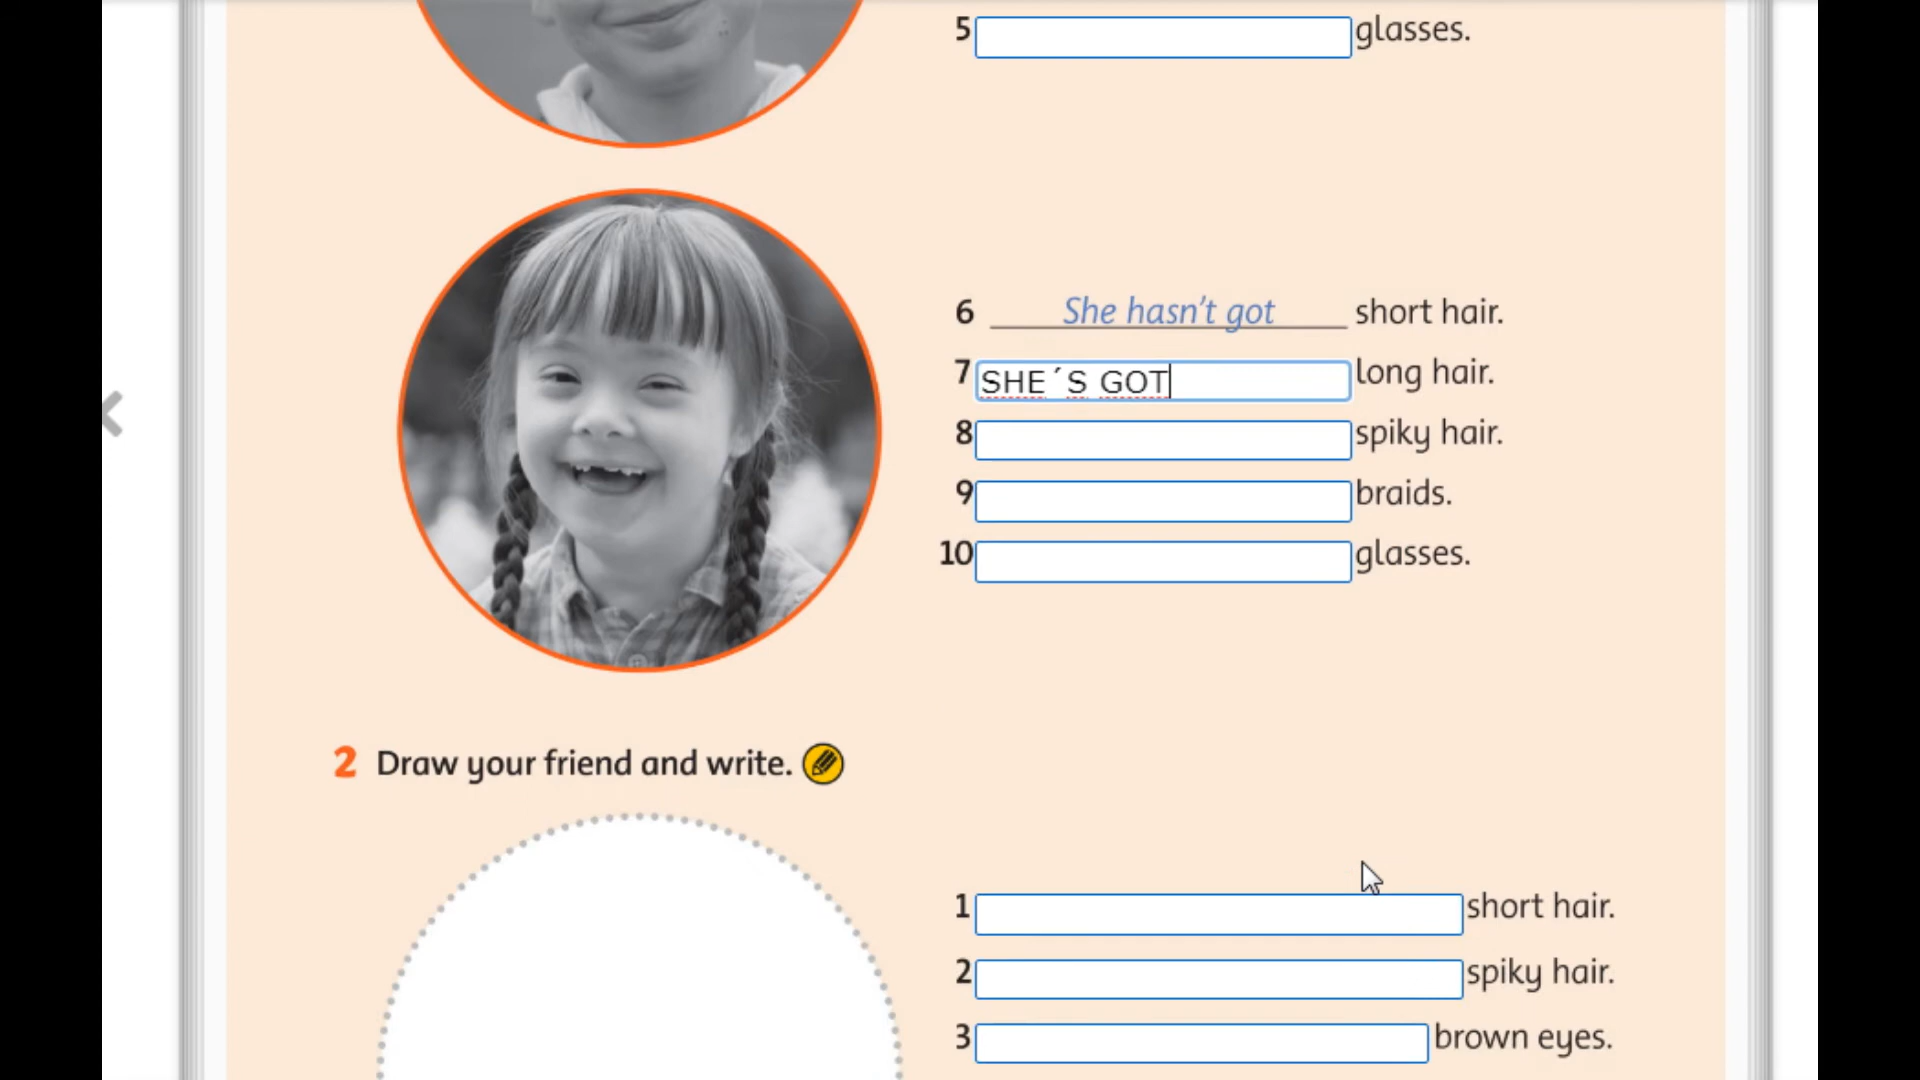 5 glasses.
6 She hasn't got short hair.
7 SHE´S GOT long hair.
8 spiky hair.
9 braids.
10 glasses.
2 Draw your friend and write.
1 short hair.
2 spiky hair.
3 brown eyes.